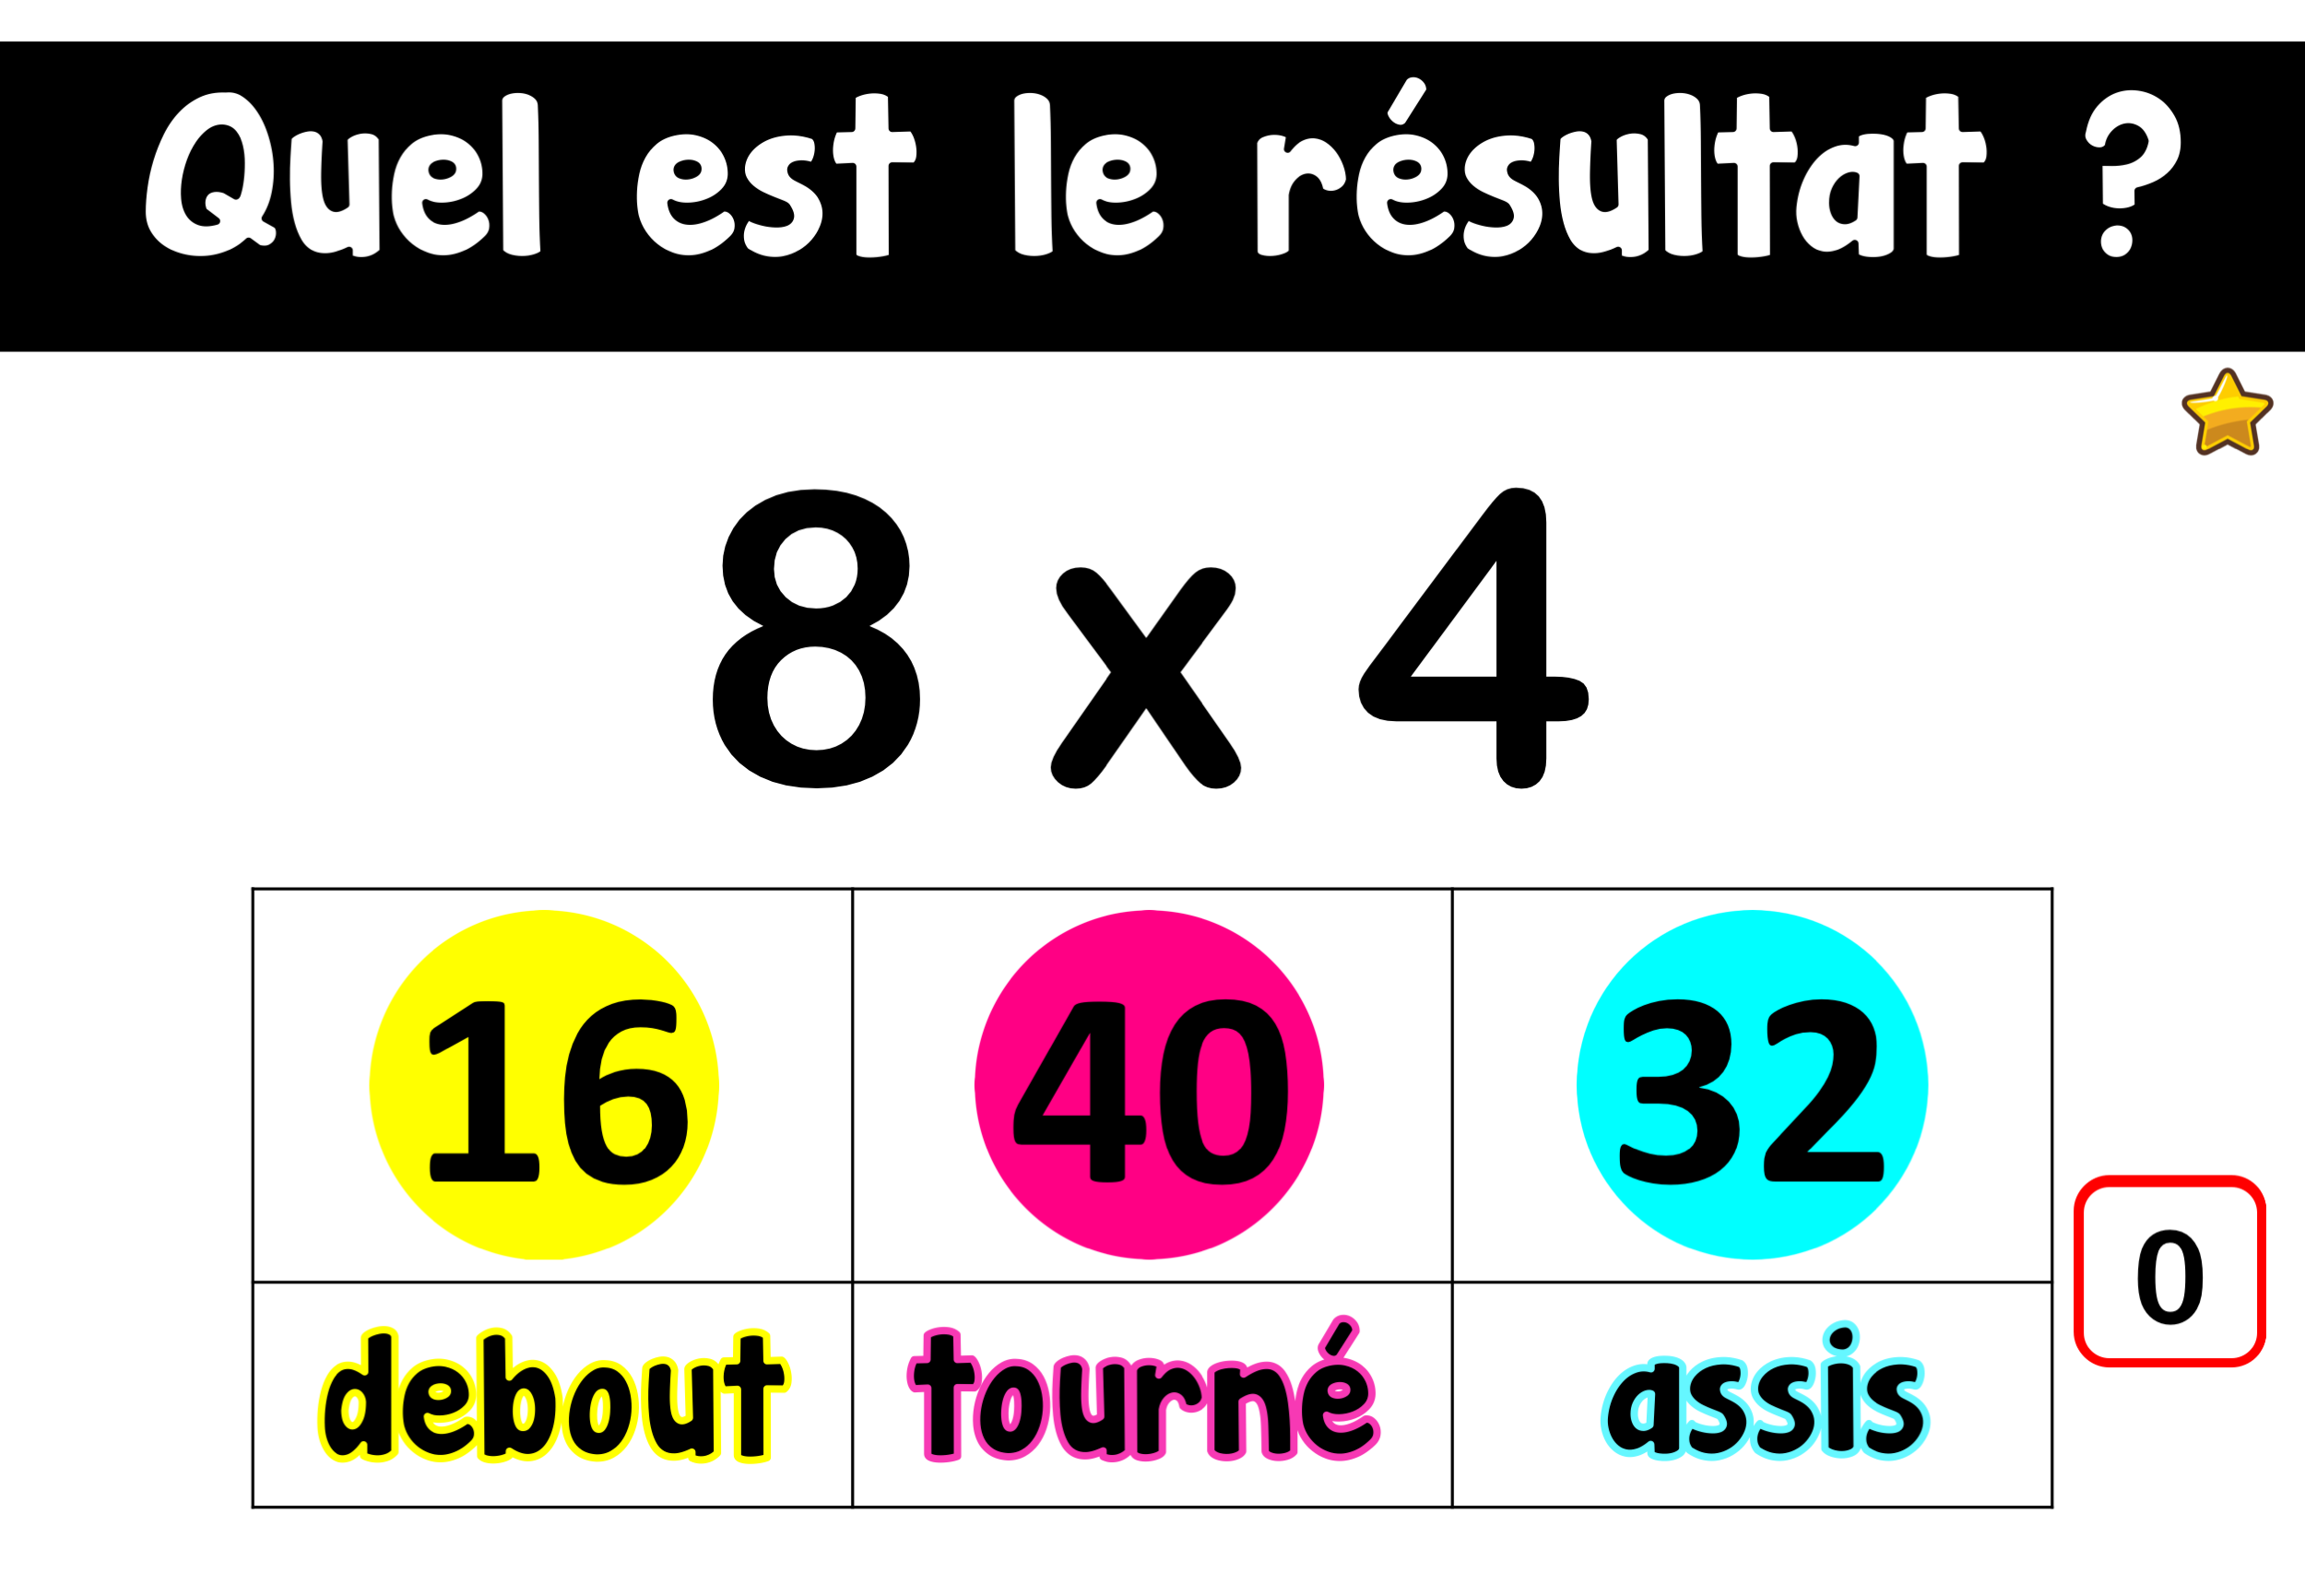 Quel est le résultat ?
8 x 4
16 40 32
0
debout tourné assis